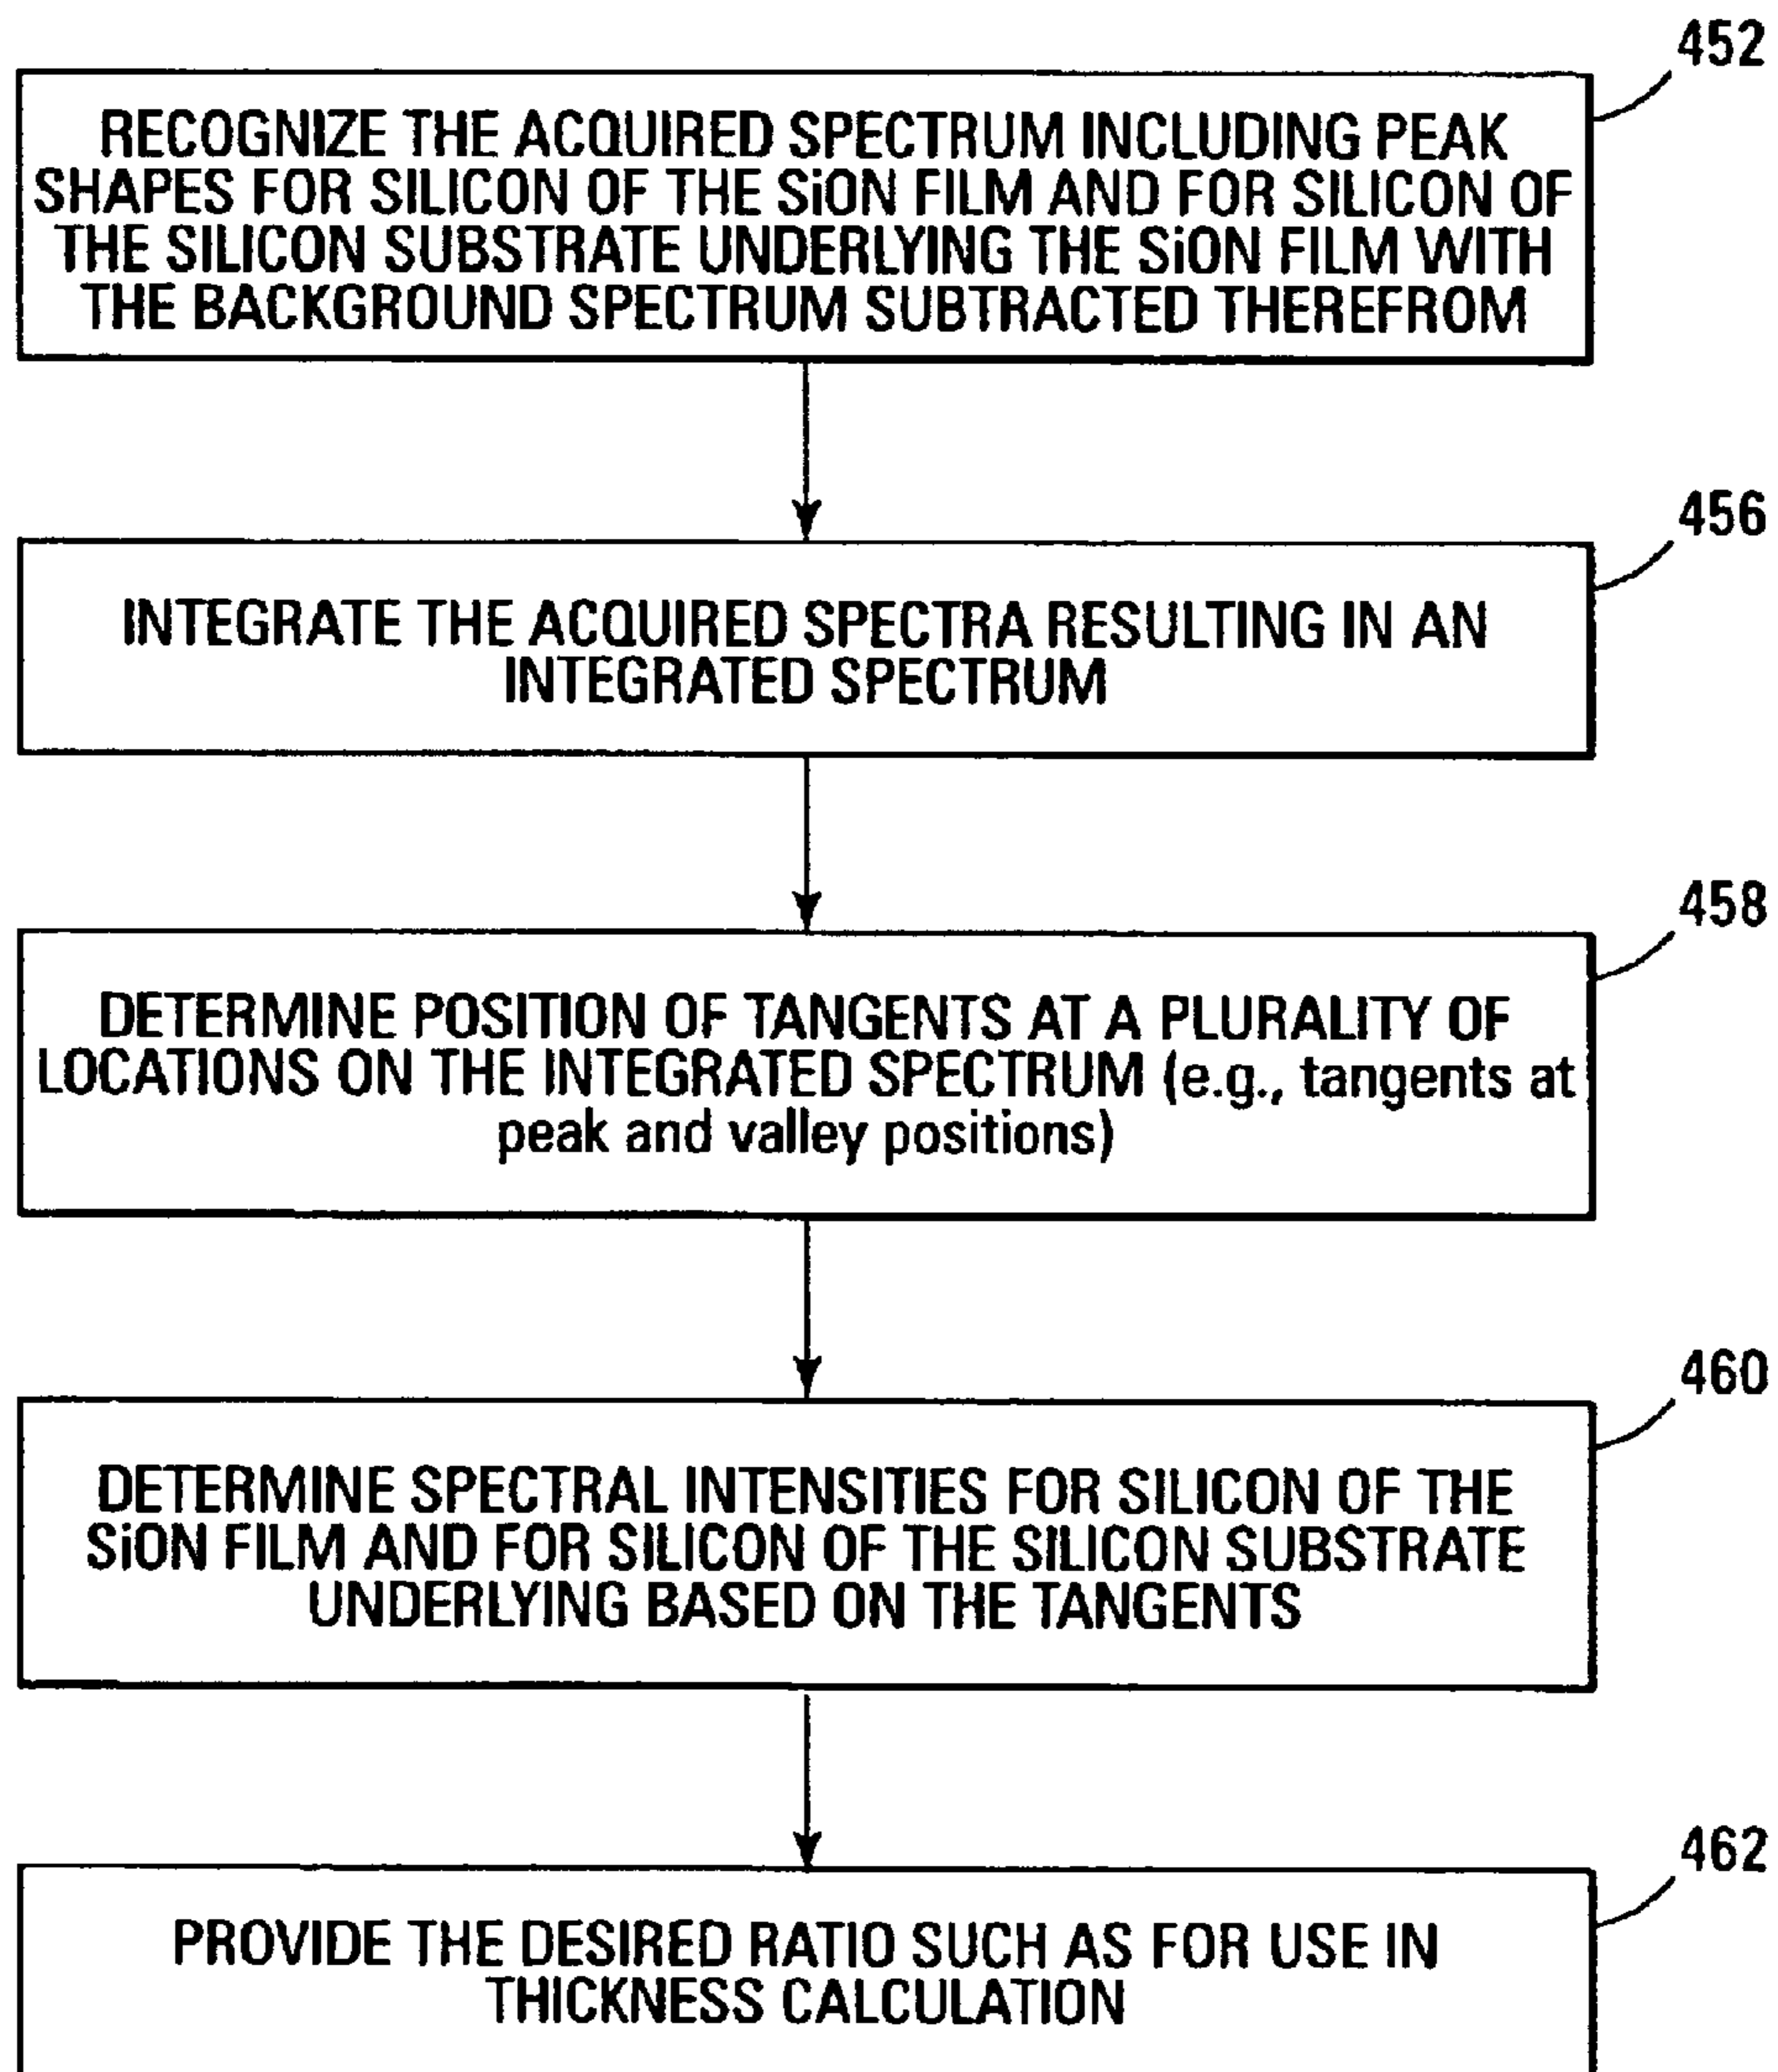 452
RECOGNIZE THE ACQUIRED SPECTRUM INCLUDING PEAK
SHAPES FOR SILICON OF THE SiON FILM AND FOR SILICON OF
THE SILICON SUBSTRATE UNDERLYING THE SiON FILM WITH
THE BACKGROUND SPECTRUM SUBTRACTED THEREFROM
456
INTEGRATE THE ACQUIRED SPECTRA RESULTING IN AN
INTEGRATED SPECTRUM
458
DETERMINE POSITION OF TANGENTS AT A PLURALITY OF
LOCATIONS ON THE INTEGRATED SPECTRUM (e.g., tangents at
peak and valley positions)
460
DETERMINE SPECTRAL INTENSITIES FOR SILICON OF THE
SiON FILM AND FOR SILICON OF THE SILICON SUBSTRATE
UNDERLYING BASED ON THE TANGENTS
462
PROVIDE THE DESIRED RATIO SUCH AS FOR USE IN
THICKNESS CALCULATION